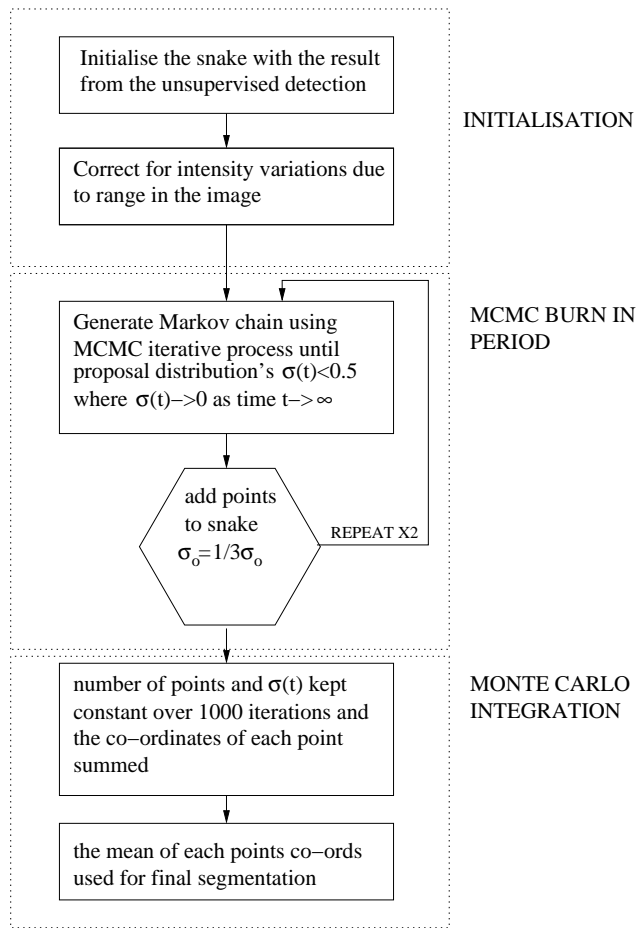 Initialise the snake with the result
from the unsupervised detection
INITIALISATION
Correct for intensity variations due
to range in the image
MCMC BURN IN
PERIOD
Generate Markov chain using
MCMC iterative process until
proposal distribution's σ(t)<0.5
where σ(t)−>0 as time t−>∞
add points
to snake
σo=1/3σo
REPEAT X2
MONTE CARLO
INTEGRATION
number of points and σ(t) kept
constant over 1000 iterations and
the co−ordinates of each point
summed
the mean of each points co−ords
used for final segmentation